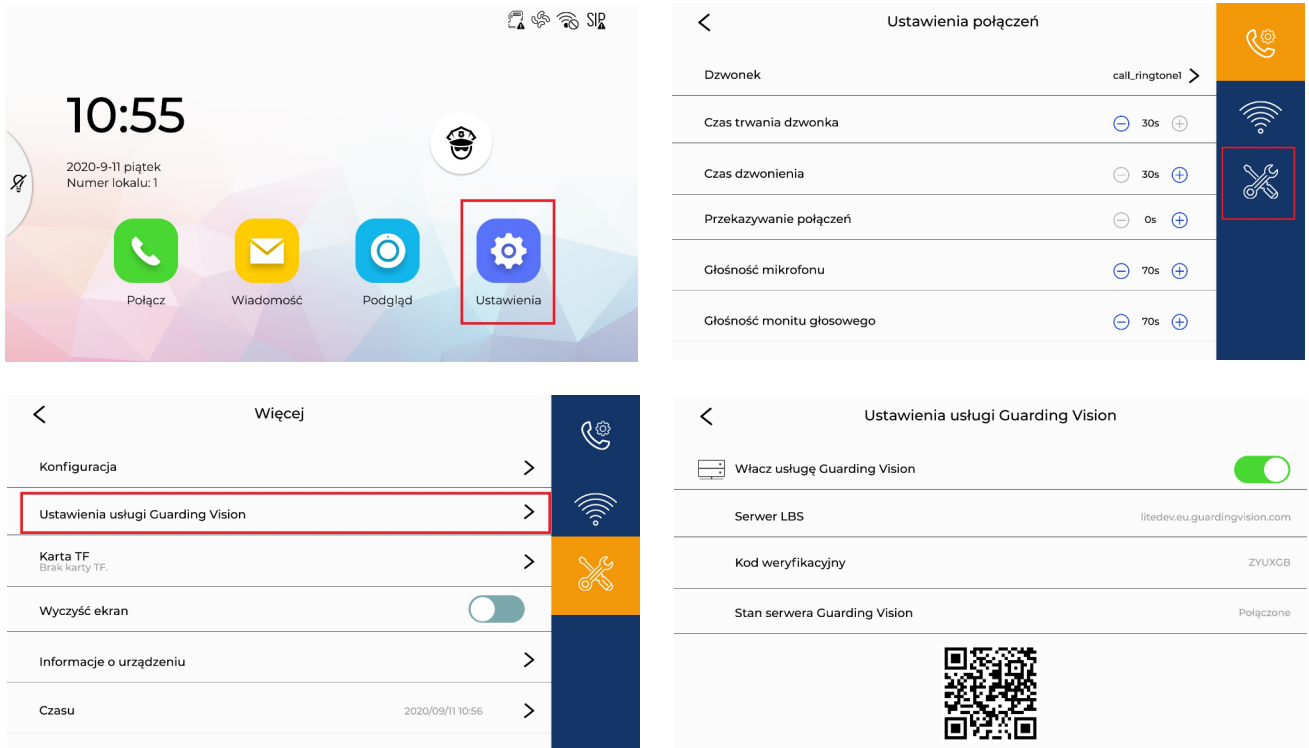 SIP
10:55
2020-9-11 piątek
Numer lokalu: 1
Połącz
Wiadomość
Podgląd
Ustawienia
Ustawienia połączeń
Dzwonek
call_ringtone1
Czas trwania dzwonka
30s
Czas dzwonienia
30s
Przekazywanie połączeń
0s
Głośność mikrofonu
70s
Głośność monitu głosowego
70s
Więcej
Konfiguracja
Ustawienia usługi Guarding Vision
Karta TF
Brak karty TF.
Wyczyść ekran
Informacje o urządzeniu
Czasu
2020/09/11 10:56
Ustawienia usługi Guarding Vision
Włacz usługę Guarding Vision
Serwer LBS
litedev.eu.guardingvision.com
Kod weryfikacyjny
ZYUXGB
Stan serwera Guarding Vision
Połączone